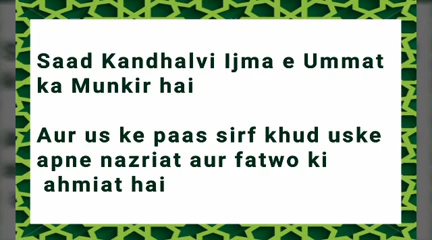 Saad Kandhalvi Ijma e Ummat
ka Munkir hai
Aur us ke paas sirf khud uske
apne nazriat aur fatwo ki
ahmiat hai